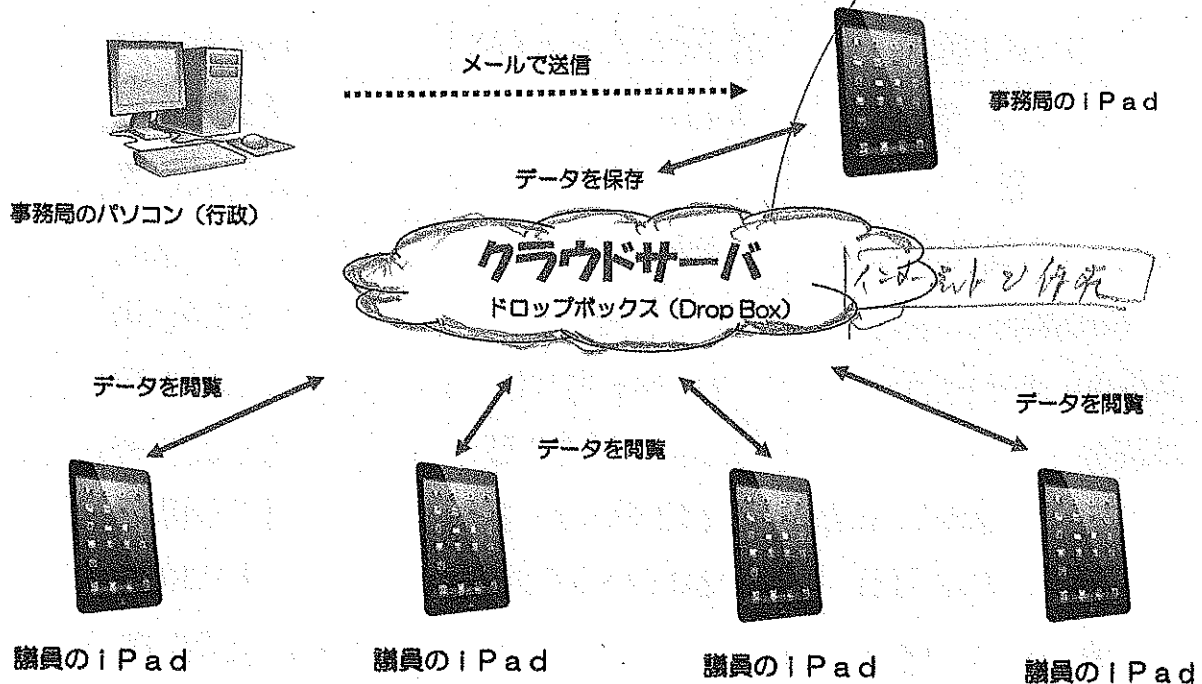 メールで送信
事務局のiPad
データを保存
事務局のパソコン（行政）
クラウドサーバ
ドロップボックス（Drop Box）
データを閲覧
データを閲覧
データを閲覧
議員のiPad
議員のiPad
議員のiPad
議員のiPad